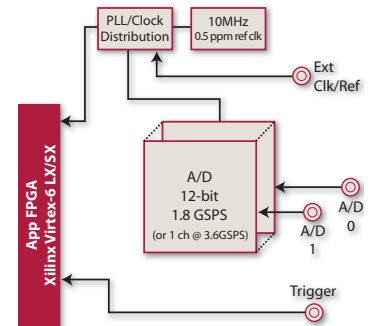 PLL/Clock
Distribution
10MHz
0.5 ppm ref clk
Ext
Clk/Ref
App FPGA
Xilinx Virtex-6 LX/SX
A/D
12-bit
1.8 GSPS
(or 1 ch @ 3.6GSPS)
A/D
0
A/D
1
Trigger